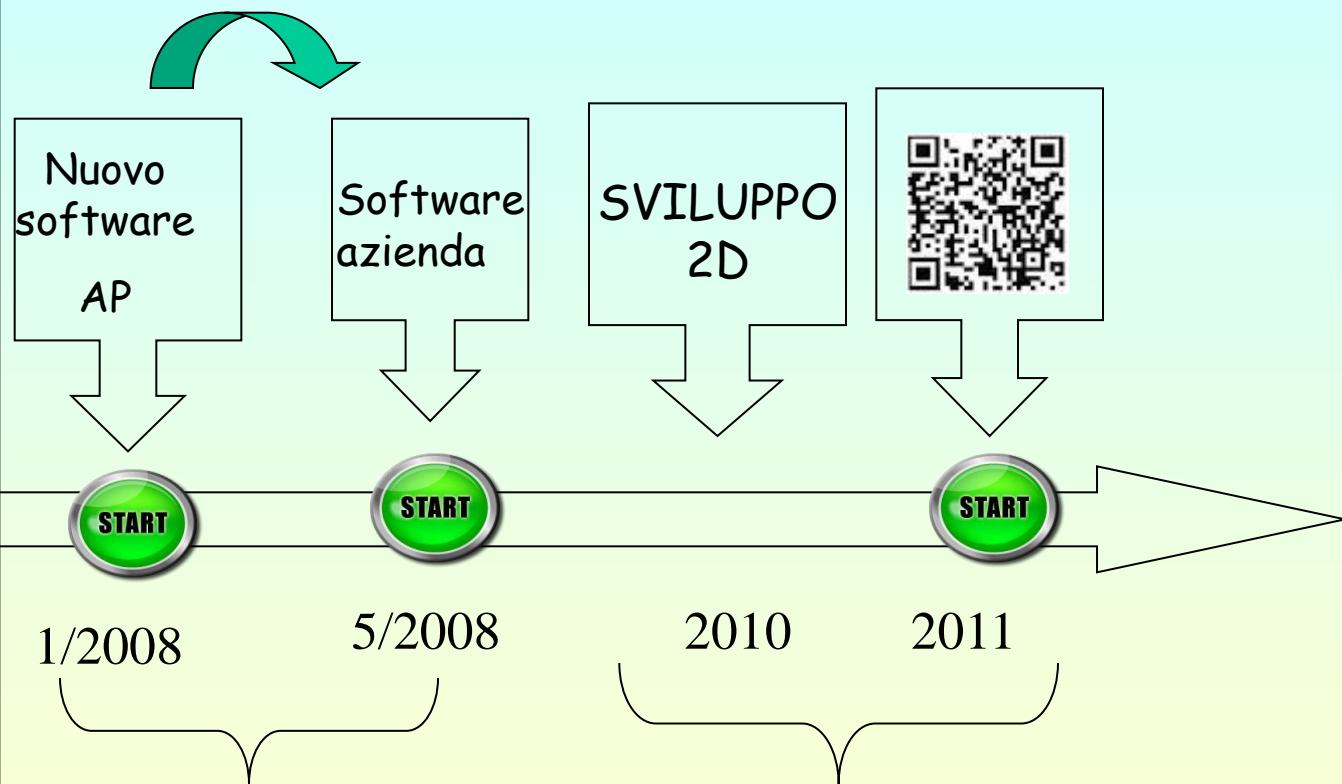 Nuovo
software
AP
Software
azienda
SVILUPPO
2D
START
START
START
1/2008
5/2008
2010
2011